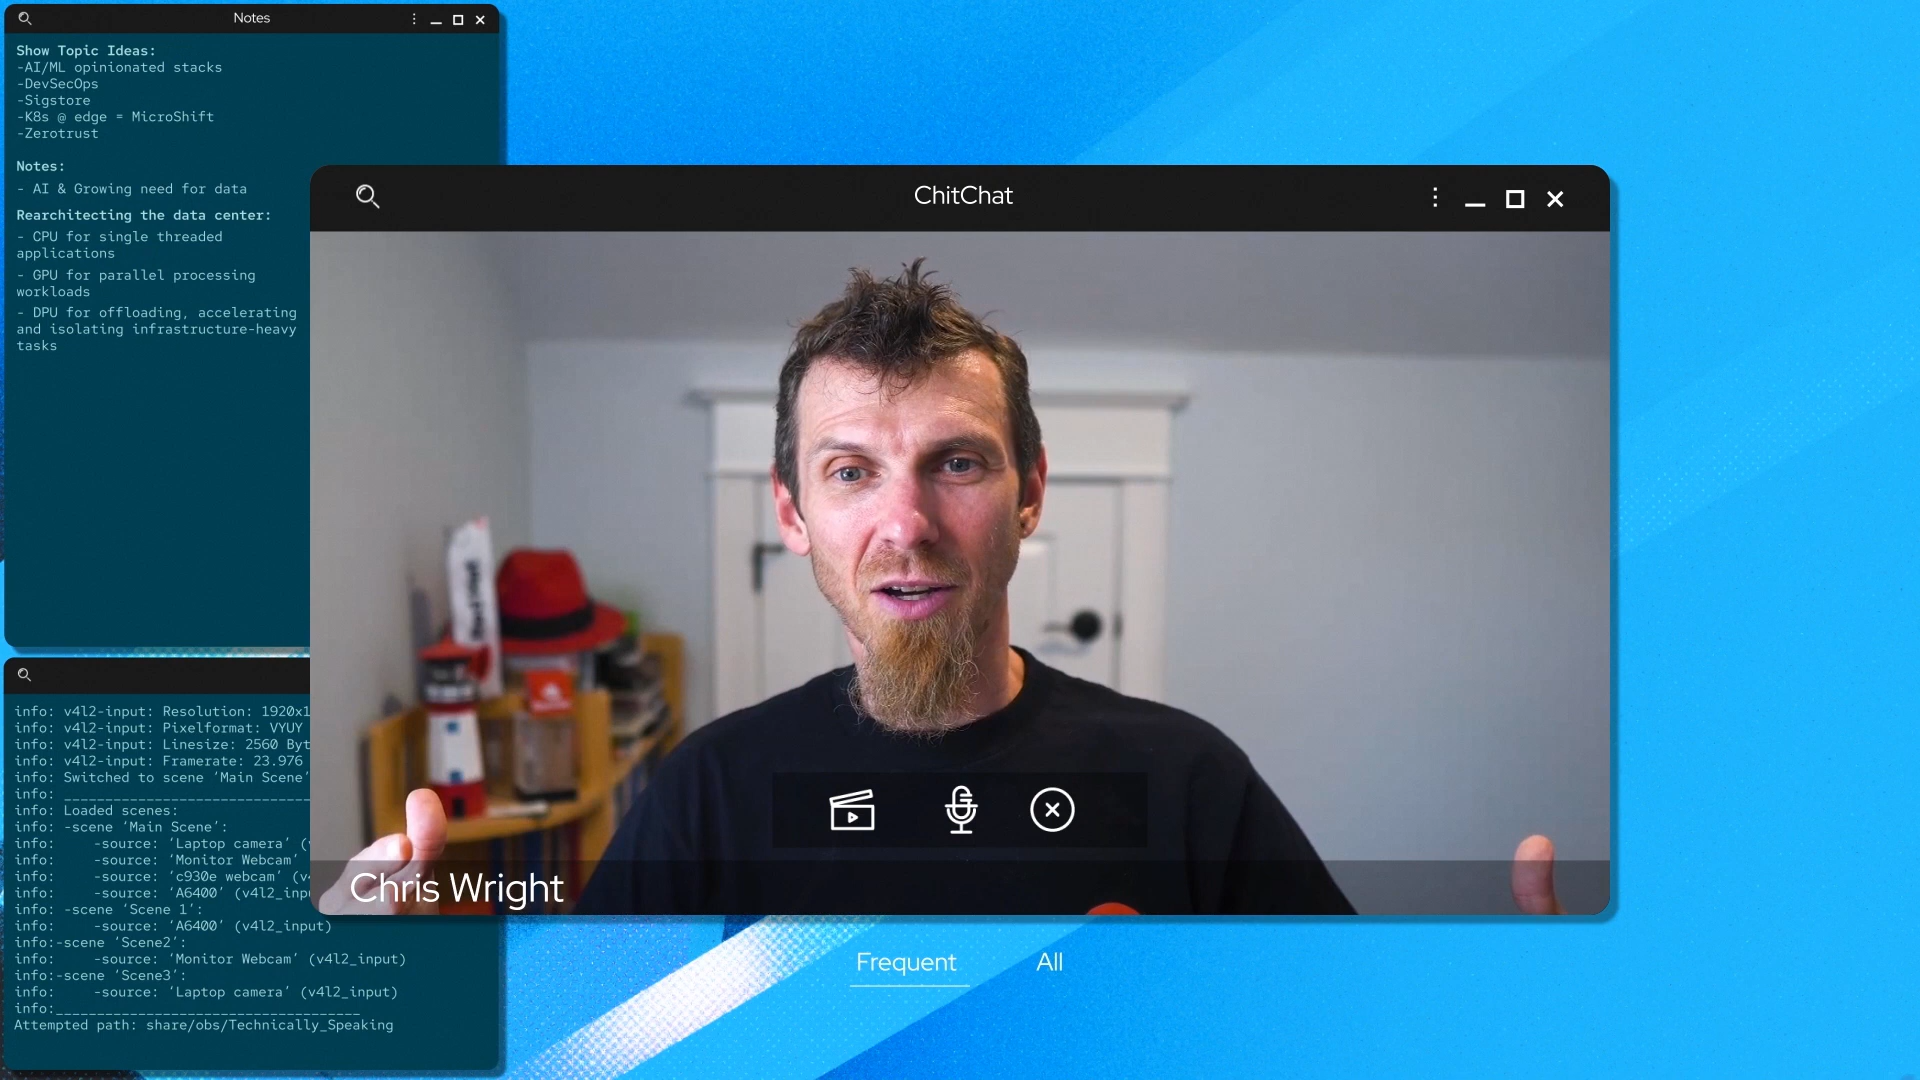 Notes
Show Topic Ideas:
-AI/ML opinionated stacks
-DevSecOps
-Sigstore
-K8s @ edge = MicroShift
-Zerotrust
Notes:
- AI & Growing need for data
Rearchitecting the data center:
- CPU for single threaded
applications
- GPU for parallel processing
workloads
- DPU for offloading, accelerating
and isolating infrastructure-heavy
tasks
ChitChat
Chris Wright
info: v4l2-input: Resolution: 1920x1
info: v4l2-input: Pixelformat: VYUY
info: v4l2-input: Linesize: 2560 Byt
info: v4l2-input: Framerate: 23.976
info: Switched to scene ‘Main Scene’
info: ______________________________
info: Loaded scenes:
info: -scene ‘Main Scene’:
info: -source: ‘Laptop camera’ (
info: -source: ‘Monitor Webcam’
info: -source: ‘c930e webcam’ (v
info: -source: ‘A6400’ (v4l2_inp
info: -scene ‘Scene 1’:
info: -source: ‘A6400’ (v4l2_input)
info:-scene ‘Scene2’:
info: -source: ‘Monitor Webcam’ (v4l2_input)
info:-scene ‘Scene3’:
info: -source: ‘Laptop camera’ (v4l2_input)
info:_____________________________________
Attempted path: share/obs/Technically_Speaking
Frequent
All